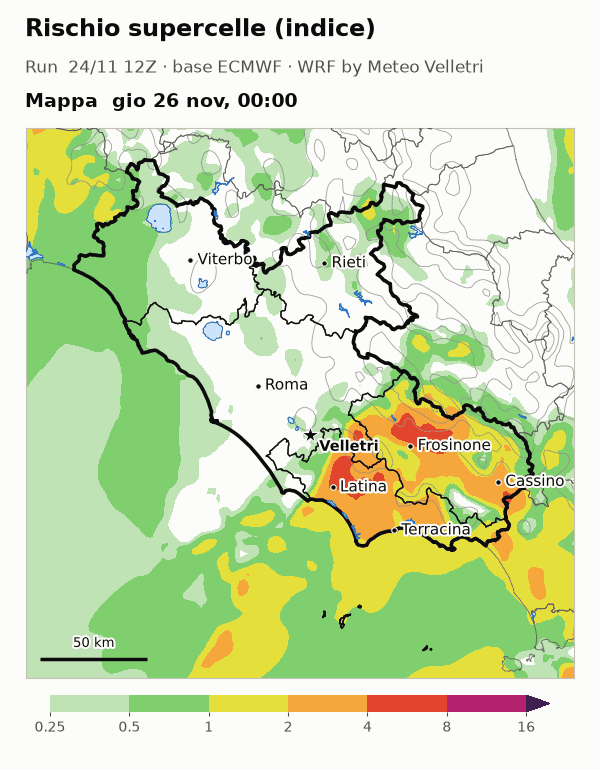 Rischio supercelle (indice)
Run  24/11 12Z · base ECMWF · WRF by Meteo Velletri
Mappa  gio 26 nov, 00:00
Viterbo
Rieti
Roma
Velletri
Frosinone
Latina
Cassino
Terracina
50 km
0.25 0.5 1 2 4 8 16